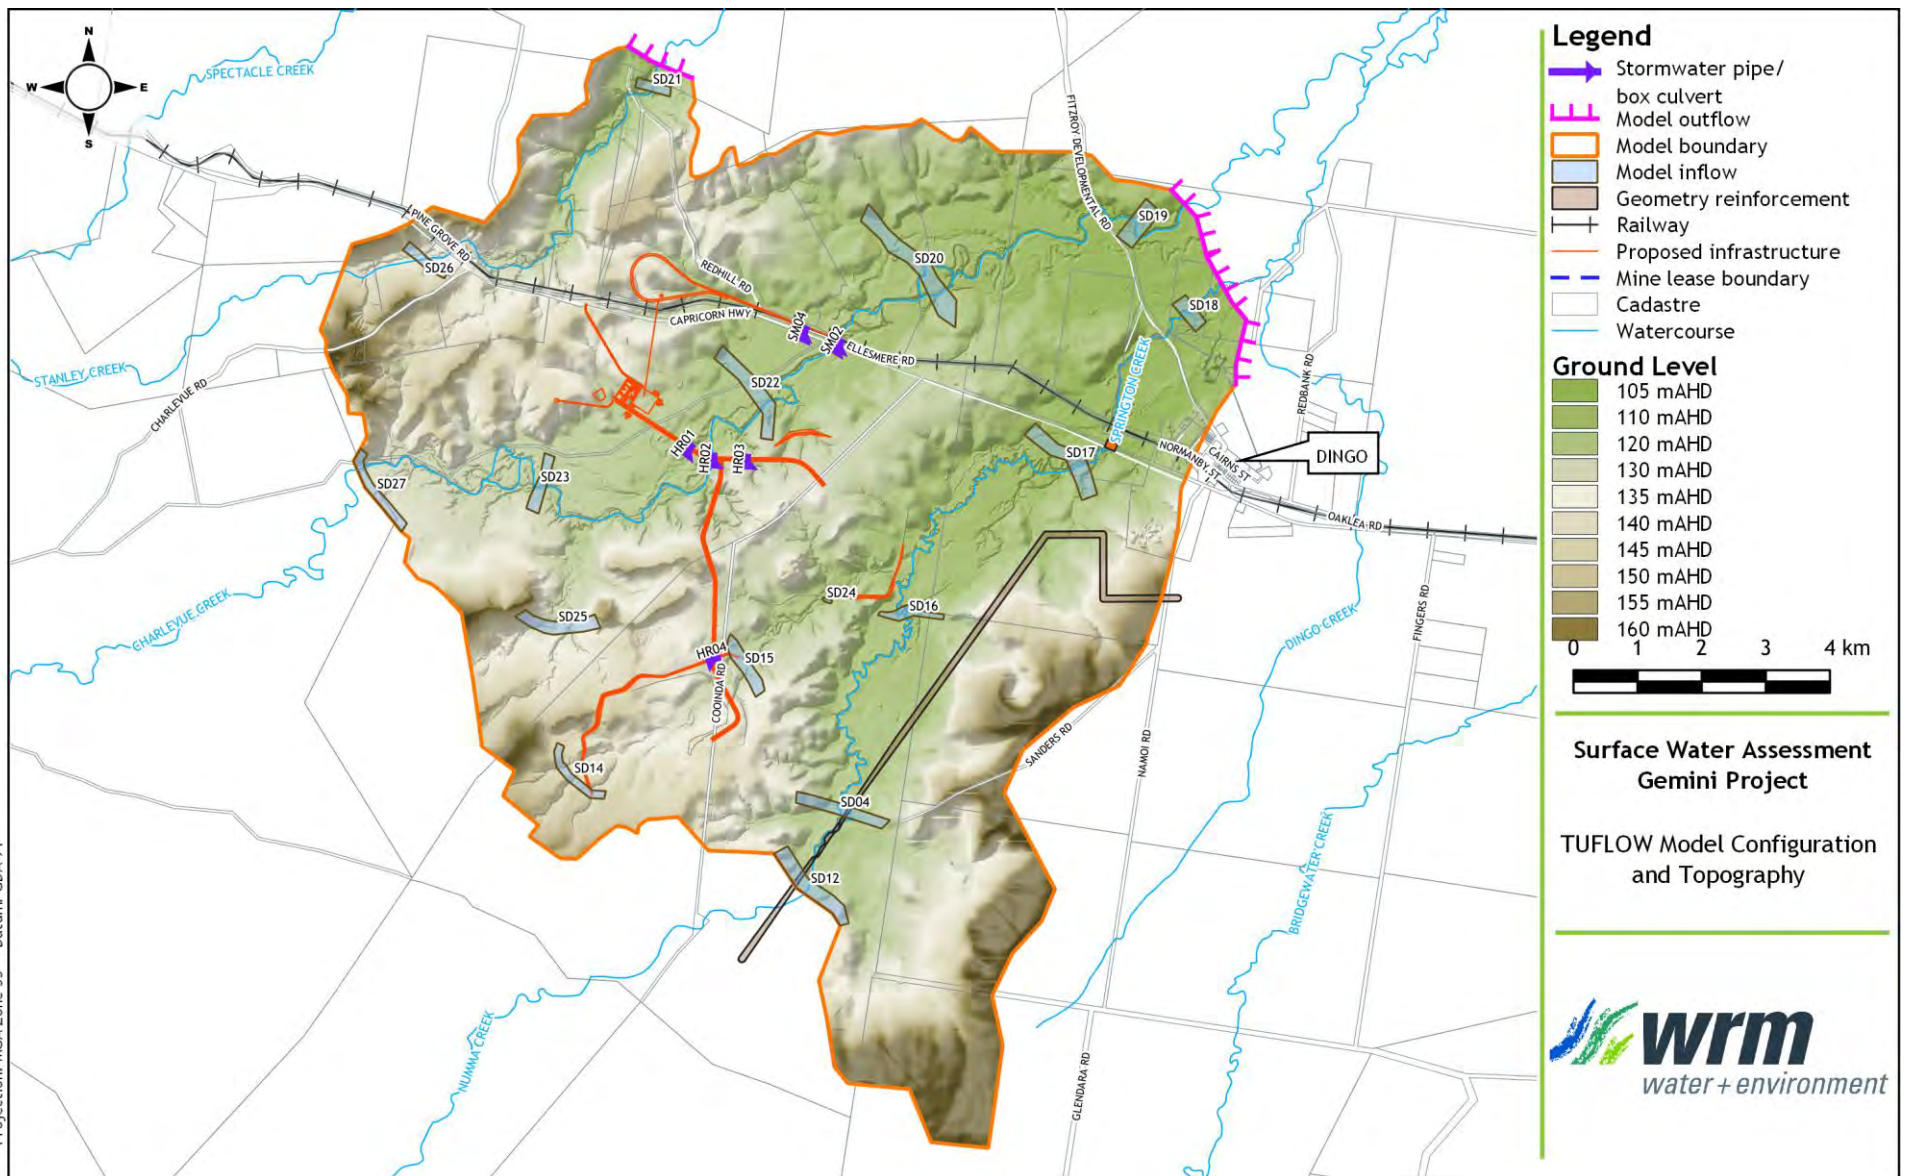 N
W
E
S
SPECTACLE CREEK
SD21
FITZROY DEVELOPMENTAL RD
PINE GROVE RD
SD26
REDHILL RD
SD20
SD19
SD18
CAPRICORN HWY
SM04
SM02
ELLESMERE RD
STANLEY CREEK
CHARLEVUE RD
SD22
SPRINGTON CREEK
REDBANK RD
HR01
HR02
HR03
SD17
NORMANBY ST
CAIRNS ST
DINGO
SD27
SD23
OAKLEA RD
CHARLEVUE CREEK
SD25
SD24
SD16
DINGO CREEK
FINGERS RD
HR04
SD15
COOINDA RD
SANDERS RD
NAMOI RD
SD14
SD04
SD12
BRIDGEWATER CREEK
NUMMA CREEK
GLENDARA RD
Legend
Stormwater pipe/
box culvert
Model outflow
Model boundary
Model inflow
Geometry reinforcement
Railway
Proposed infrastructure
Mine lease boundary
Cadastre
Watercourse
Ground Level
105 mAHD
110 mAHD
120 mAHD
130 mAHD
135 mAHD
140 mAHD
145 mAHD
150 mAHD
155 mAHD
160 mAHD
0 1 2 3 4 km
Surface Water Assessment
Gemini Project
TUFLOW Model Configuration
and Topography
wrm
water + environment